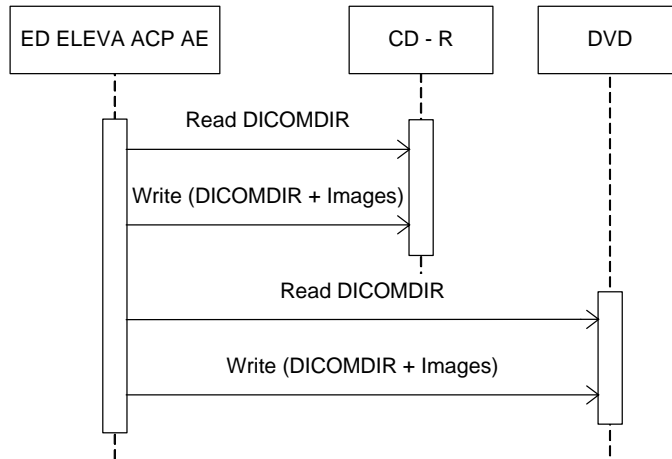 ED ELEVA ACP AE
CD - R
DVD
Read DICOMDIR
Write (DICOMDIR + Images)
Read DICOMDIR
Write (DICOMDIR + Images)